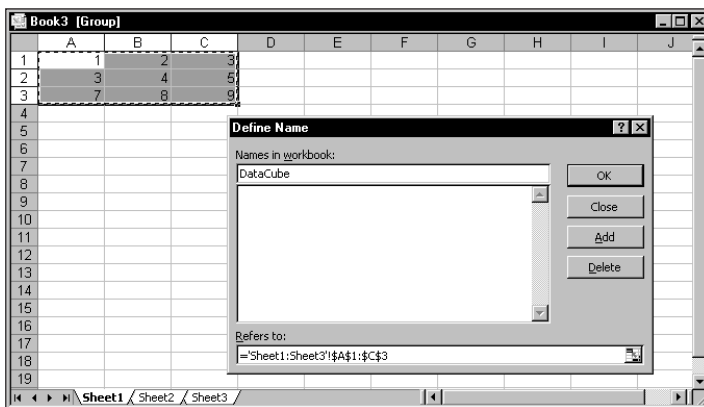 Book3 [Group]
A B C D E F G H I J
1 1 2 3
2 3 4 5
3 7 8 9
4
5
6
7
8
9
10
11
12
13
14
15
16
17
18
19
Define Name
Names in workbook:
DataCube
OK
Close
Add
Delete
Refers to:
='Sheet1:Sheet3'!$A$1:$C$3
Sheet1 Sheet2 Sheet3